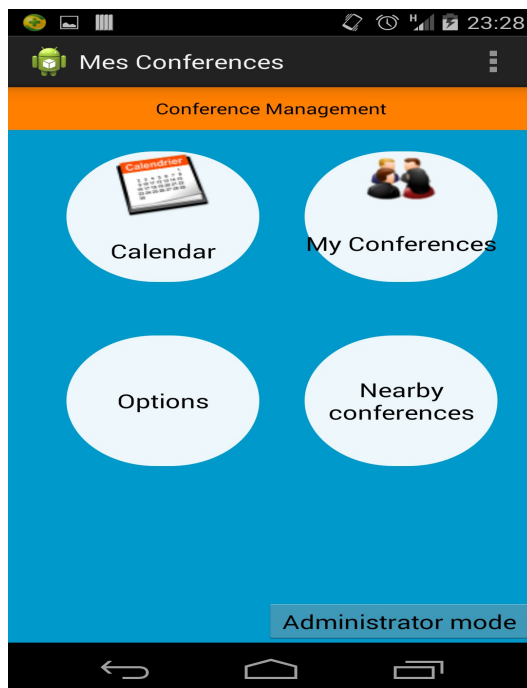 H
23:28
Mes Conferences
Conference Management
Calendrier
Calendar
My Conferences
Options
Nearby
conferences
Administrator mode